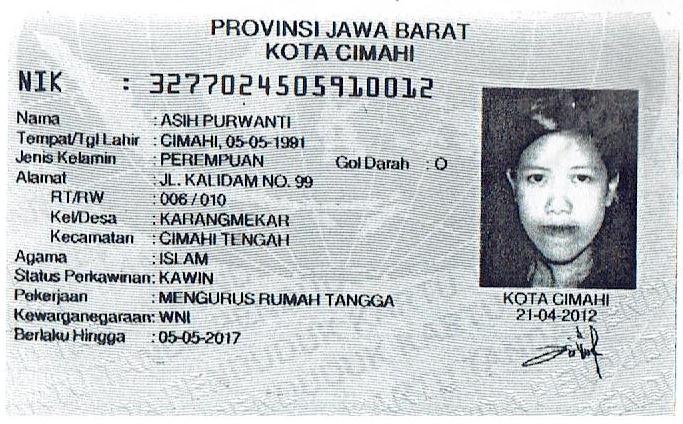 PROVINSI JAWA BARAT
KOTA CIMAHI
NIK : 3277024505910012
Nama : ASIH PURWANTI
Tempat/Tgl Lahir : CIMAHI, 05-05-1991
Jenis Kelamin : PEREMPUAN Gol Darah : O
Alamat : JL. KALIDAM NO. 99
RT/RW : 006 / 010
Kel/Desa : KARANGMEKAR
Kecamatan : CIMAHI TENGAH
Agama : ISLAM
Status Perkawinan: KAWIN
Pekerjaan : MENGURUS RUMAH TANGGA
Kewarganegaraan: WNI
Berlaku Hingga : 05-05-2017
KOTA CIMAHI
21-04-2012